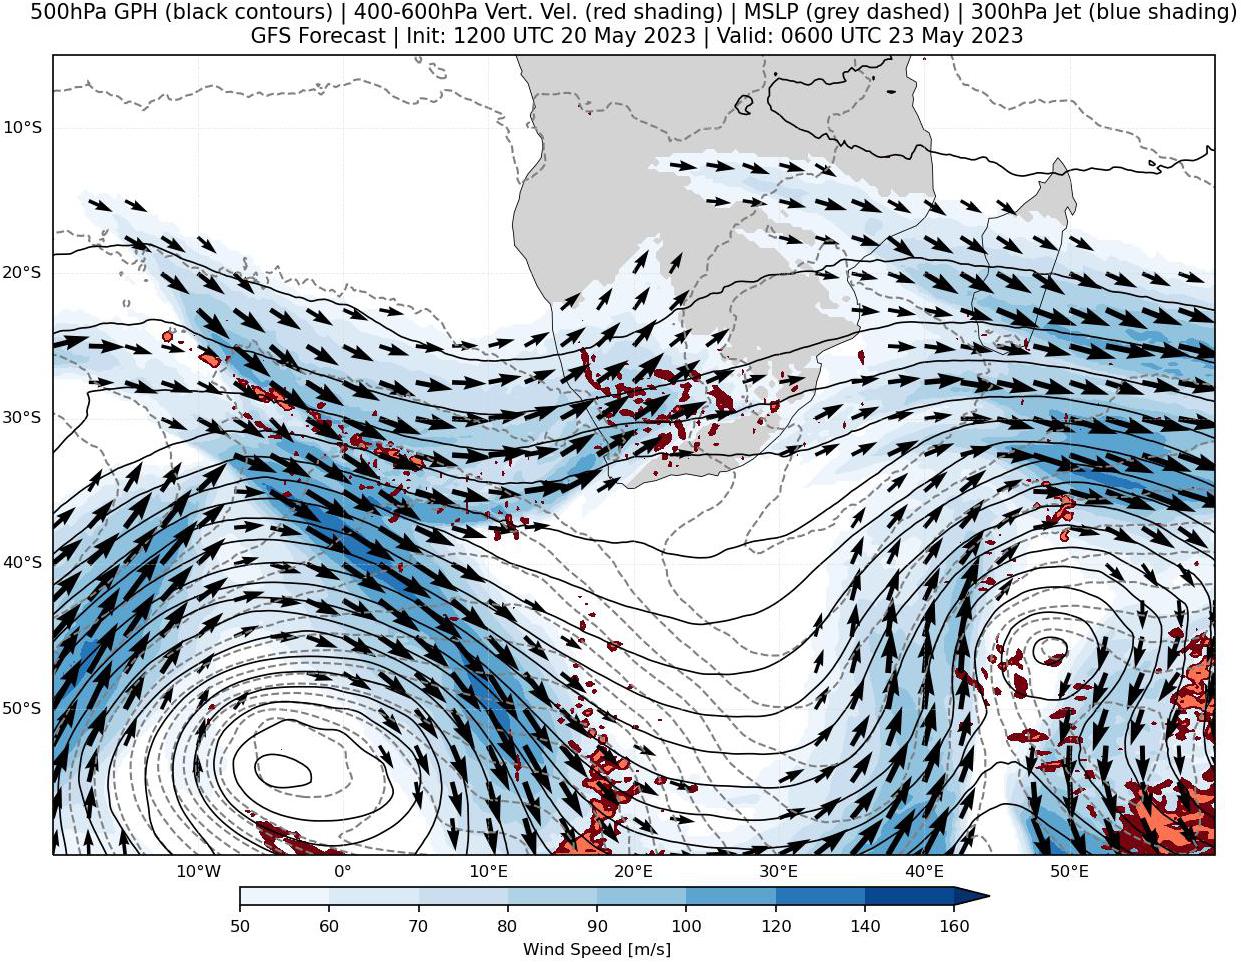 500hPa GPH (black contours) | 400-600hPa Vert. Vel. (red shading) | MSLP (grey dashed) | 300hPa Jet (blue shading)
GFS Forecast | Init: 1200 UTC 20 May 2023 | Valid: 0600 UTC 23 May 2023
10°S
20°S
30°S
40°S
50°S
10°W 0° 10°E 20°E 30°E 40°E 50°E
50 60 70 80 90 100 120 140 160
Wind Speed [m/s]